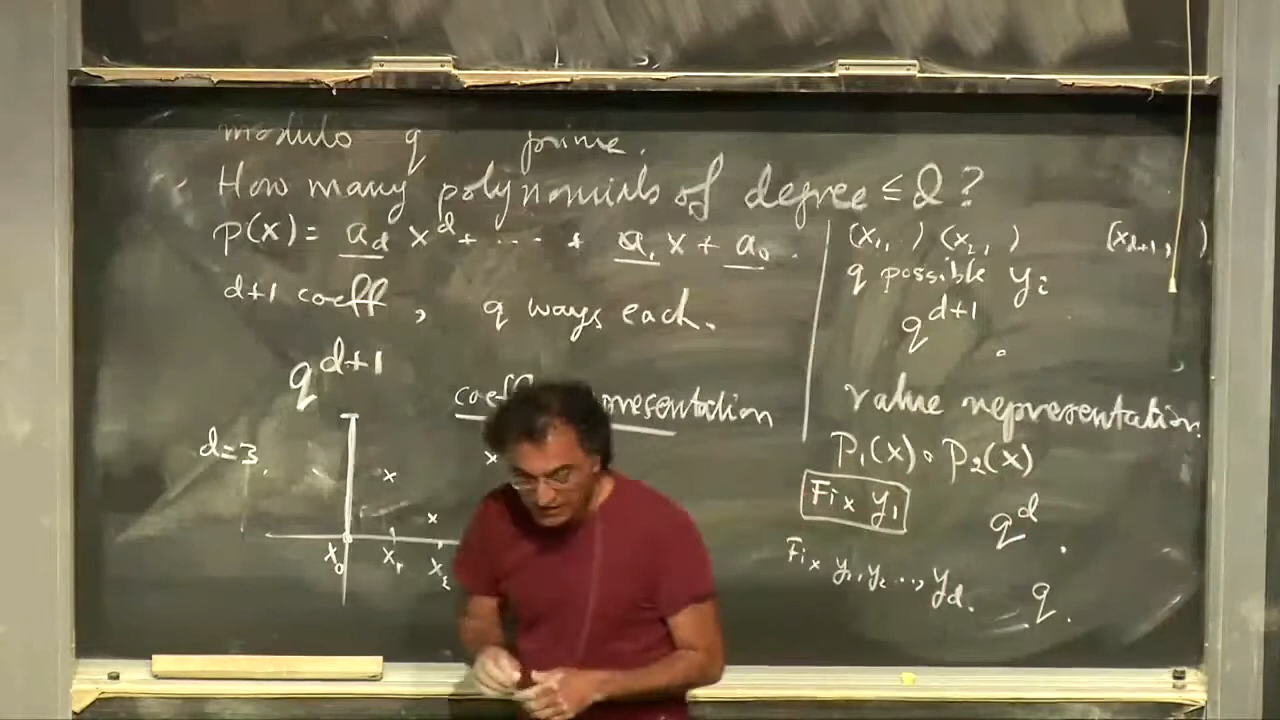 modulo q prime.
How many polynomials of degree ≤ d?
p(x) = a_d x^d + ··· + a_1 x + a_0.
d+1 coeff, q ways each.
q^{d+1}
coeff representation
d=3.
x_0 x_1 x_2
(x_1, ) (x_2, ) (x_{d+1}, )
q possible y_i
q^{d+1}.
value representation.
P_1(x) · P_2(x)
Fix y_1 q^d.
Fix y_1, y_2 ..., y_d. q.